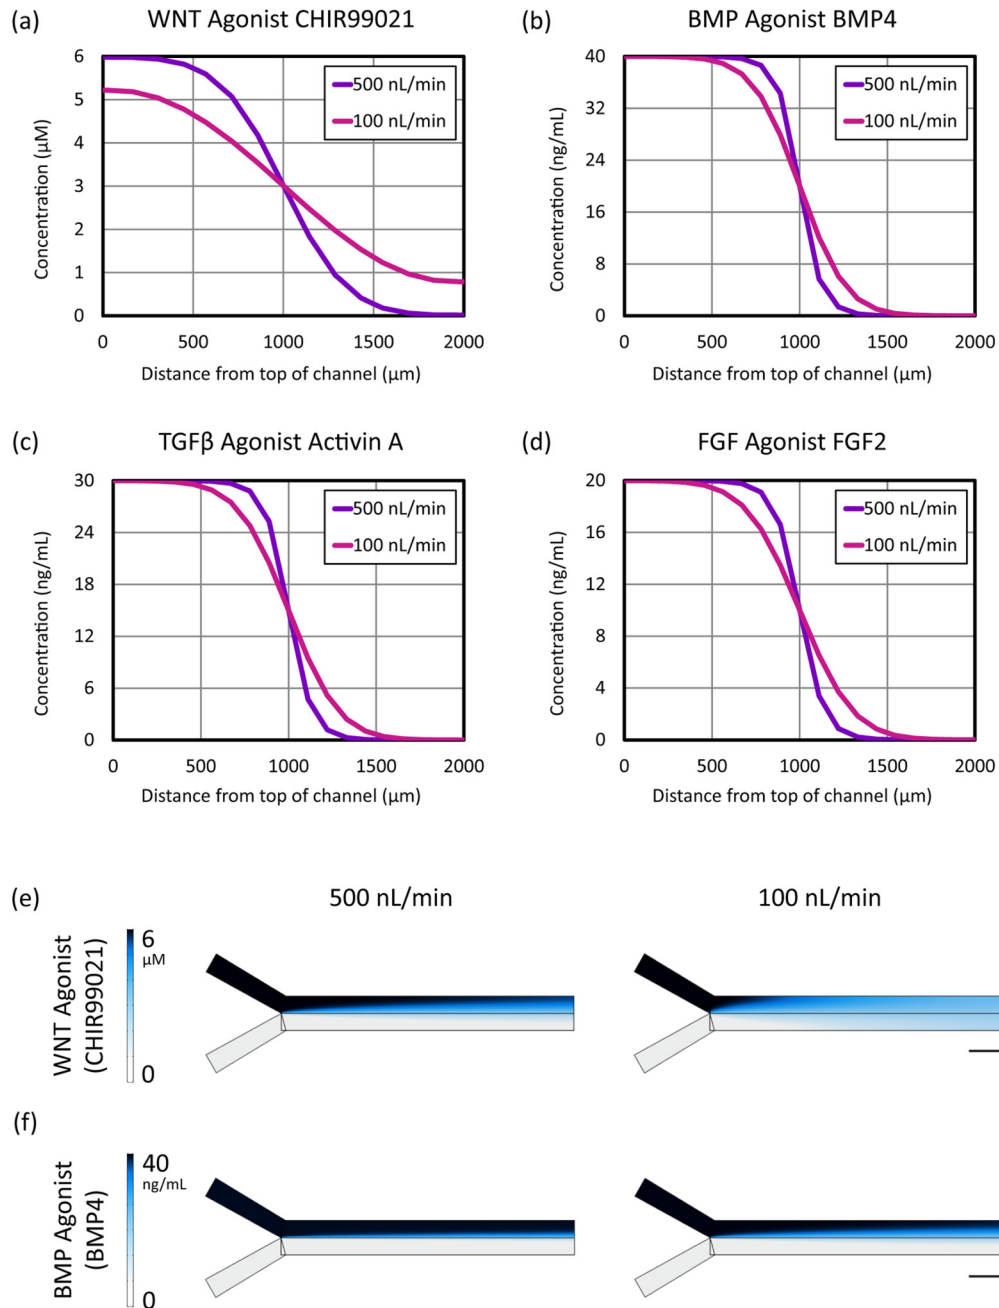 (a) WNT Agonist CHIR99021
6
5
4
3
2
1
0
Concentration (µM)
500 nL/min
100 nL/min
0 500 1000 1500 2000
Distance from top of channel (µm)
(b) BMP Agonist BMP4
40
32
24
16
8
0
Concentration (ng/mL)
500 nL/min
100 nL/min
0 500 1000 1500 2000
Distance from top of channel (µm)
(c) TGFβ Agonist Activin A
30
24
18
12
6
0
Concentration (ng/mL)
500 nL/min
100 nL/min
0 500 1000 1500 2000
Distance from top of channel (µm)
(d) FGF Agonist FGF2
20
16
12
8
4
0
Concentration (ng/mL)
500 nL/min
100 nL/min
0 500 1000 1500 2000
Distance from top of channel (µm)
(e) 500 nL/min 100 nL/min
WNT Agonist
(CHIR99021)
6
µM
0
(f)
BMP Agonist
(BMP4)
40
ng/mL
0